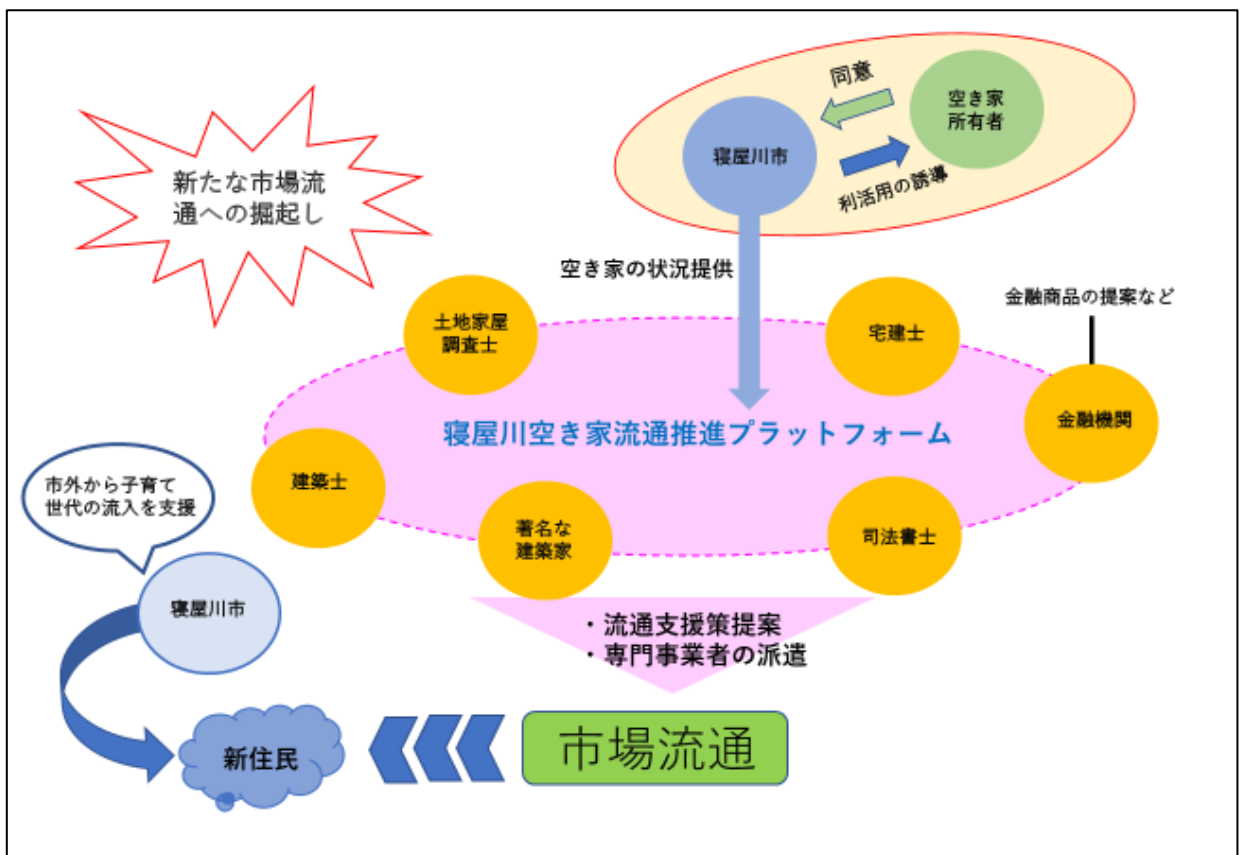 同意
空き家
所有者
寝屋川市
利活用の誘導
新たな市場流
通への掘起し
空き家の状況提供
金融商品の提案など
土地家屋
調査士
宅建士
金融機関
寝屋川空き家流通推進プラットフォーム
建築士
著名な
建築家
司法書士
市外から子育て
世代の流入を支援
寝屋川市
・流通支援策提案
・専門事業者の派遣
新住民
市場流通